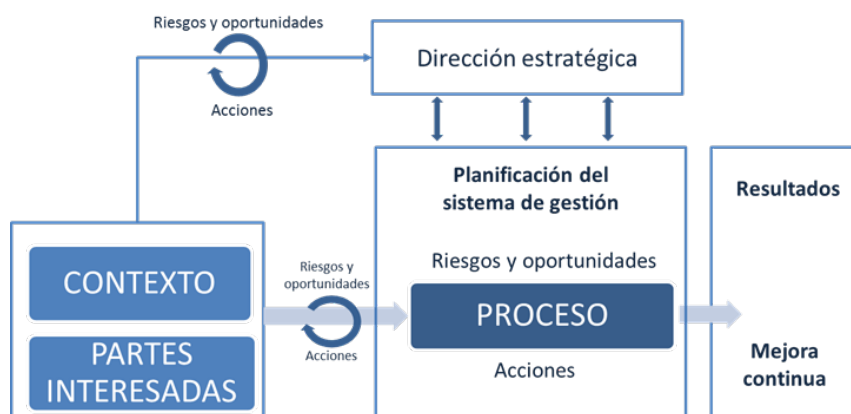 Riesgos y oportunidades
Acciones
Dirección estratégica
CONTEXTO
PARTES
INTERESADAS
Riesgos y
oportunidades
Acciones
Planificación del
sistema de gestión
Riesgos y oportunidades
PROCESO
Acciones
Resultados
Mejora
continua